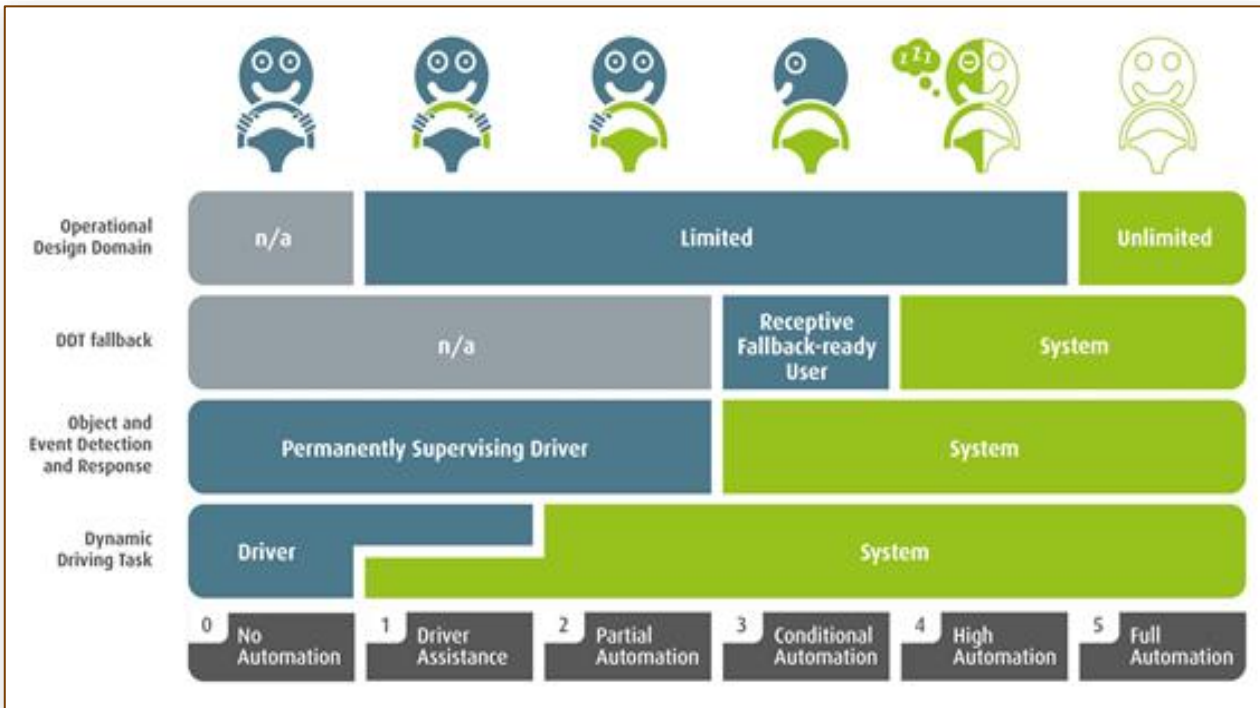 z Z Z
Operational
Design Domain
n/a
Limited
Unlimited
DDT fallback
n/a
Receptive
Fallback-ready
User
System
Object and
Event Detection
and Response
Permanently Supervising Driver
System
Dynamic
Driving Task
Driver
System
0 No
Automation
1 Driver
Assistance
2 Partial
Automation
3 Conditional
Automation
4 High
Automation
5 Full
Automation